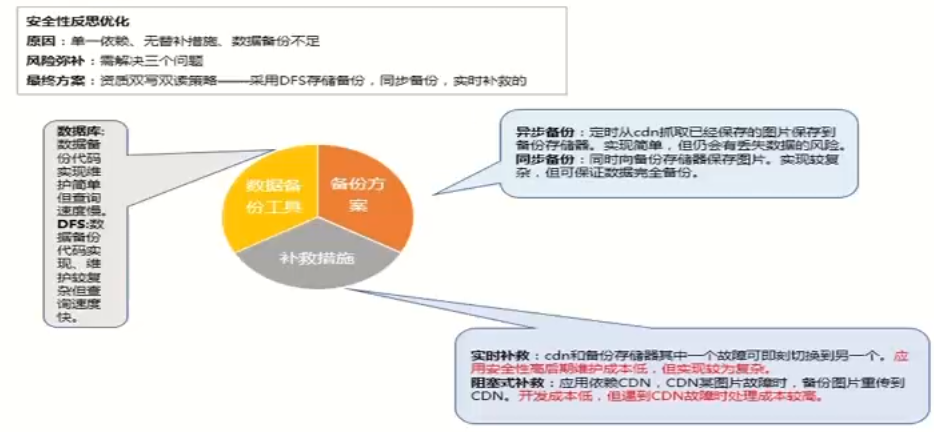 安全性反思优化
原因：单一依赖、无替补措施、数据备份不足
风险弥补：需解决三个问题
最终方案：资质双写双读策略——采用DFS存储备份，同步备份，实时补救的
数据库:
数据备
份代码
实现维
护简单
但查询
速度慢。
DFS:数
据备份
代码实
现、维
护较复
杂但查
询速度
快。
数据备
份工具
备份方
案
补救措施
异步备份：定时从cdn抓取已经保存的图片保存到
备份存储器。实现简单，但仍会有丢失数据的风险。
同步备份：同时向备份存储器保存图片。实现较复
杂，但可保证数据完全备份。
实时补救：cdn和备份存储器其中一个故障可即刻切换到另一个。应
用安全性高后期维护成本低，但实现较为复杂。
阻塞式补救：应用依赖CDN，CDN某图片故障时，备份图片重传到
CDN。开发成本低，但遇到CDN故障时处理成本较高。